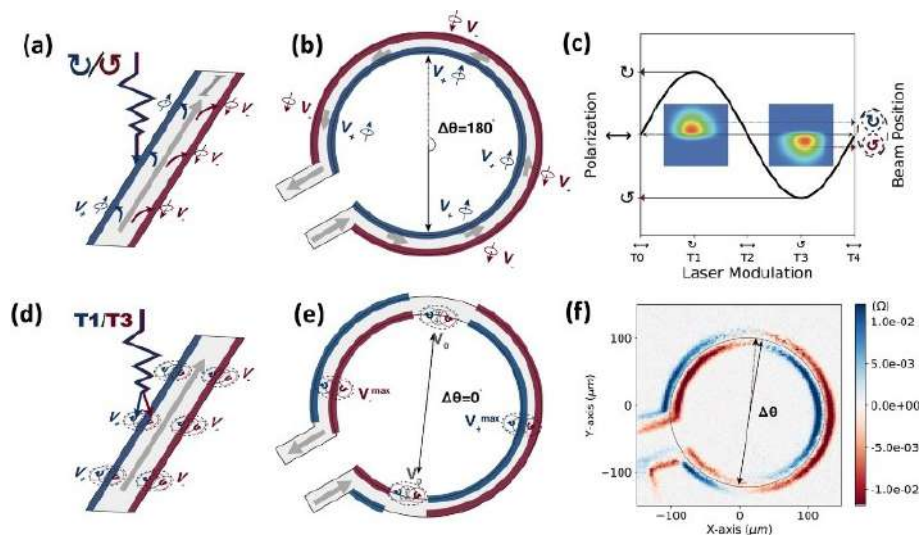 (a)
↻/↺
V₊
V₋
V₊
V₋
(b)
V₋
V₊
V₋
V₊
V₋
V₊
Δθ=180°
V₊
V₋
V₊
V₋
(c)
Polarization
Beam Position
T0 T1 T2 T3 T4
Laser Modulation
(d)
T1/T3
V
V
V
V
(e)
V₀
V₋max
Δθ=0°
V₊max
V₀
(f)
(Ω)
1.0e-02
5.0e-03
0.0e+00
-5.0e-03
-1.0e-02
Y-axis (μm)
100
0
−100
Δθ
−100 0 100
X-axis (μm)